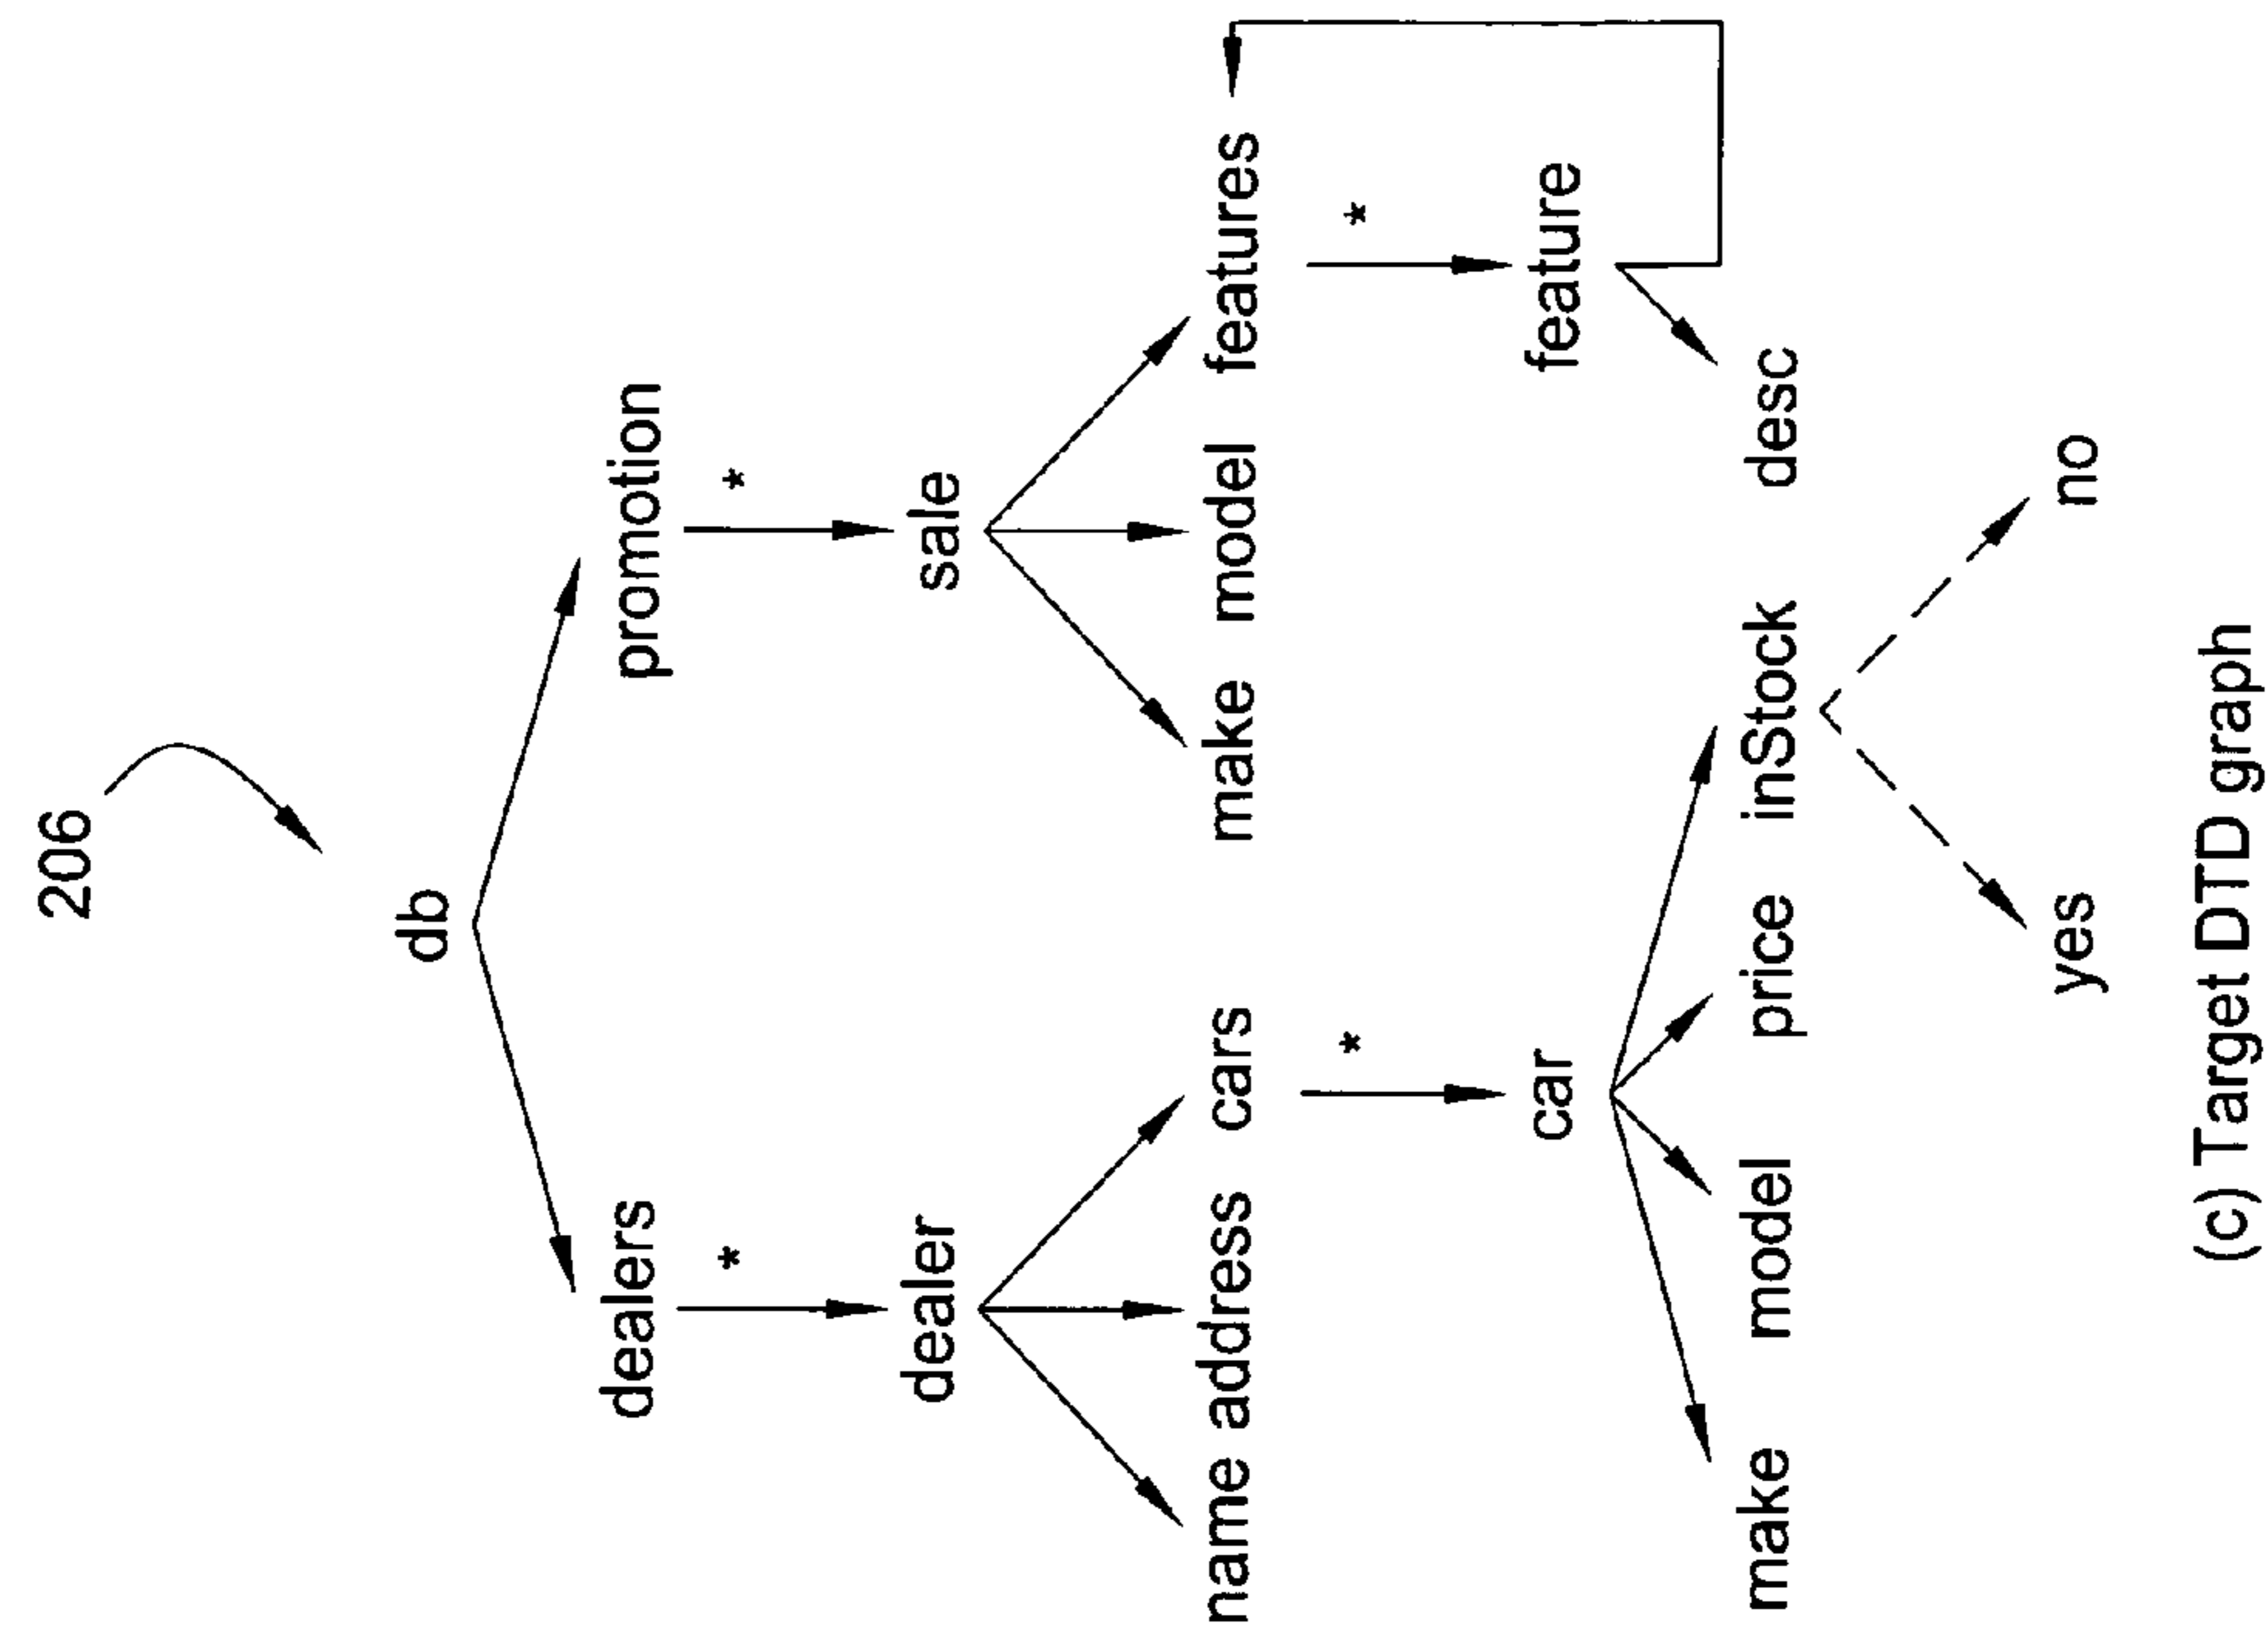 206
db
dealers promotion
* *
dealer sale
name address cars make model features
* *
car feature
make model price inStock desc
yes no
(c) Target DTD graph